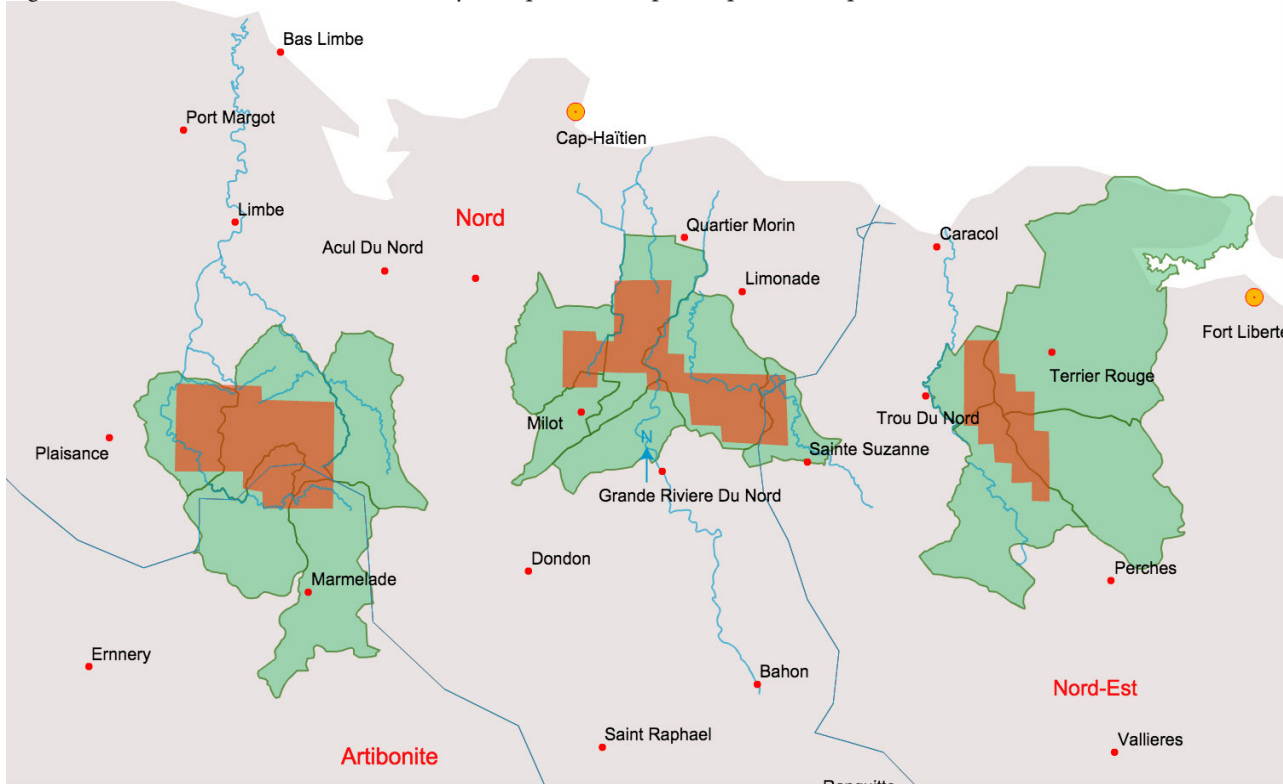 Bas Limbe
Port Margot
Cap-Haïtien
Limbe
Nord
Quartier Morin
Caracol
Acul Du Nord
Limonade
Fort Liberte
Terrier Rouge
Milot
Trou Du Nord
Plaisance
N
Sainte Suzanne
Grande Riviere Du Nord
Dondon
Marmelade
Perches
Ernnery
Bahon
Nord-Est
Saint Raphael
Artibonite
Vallieres